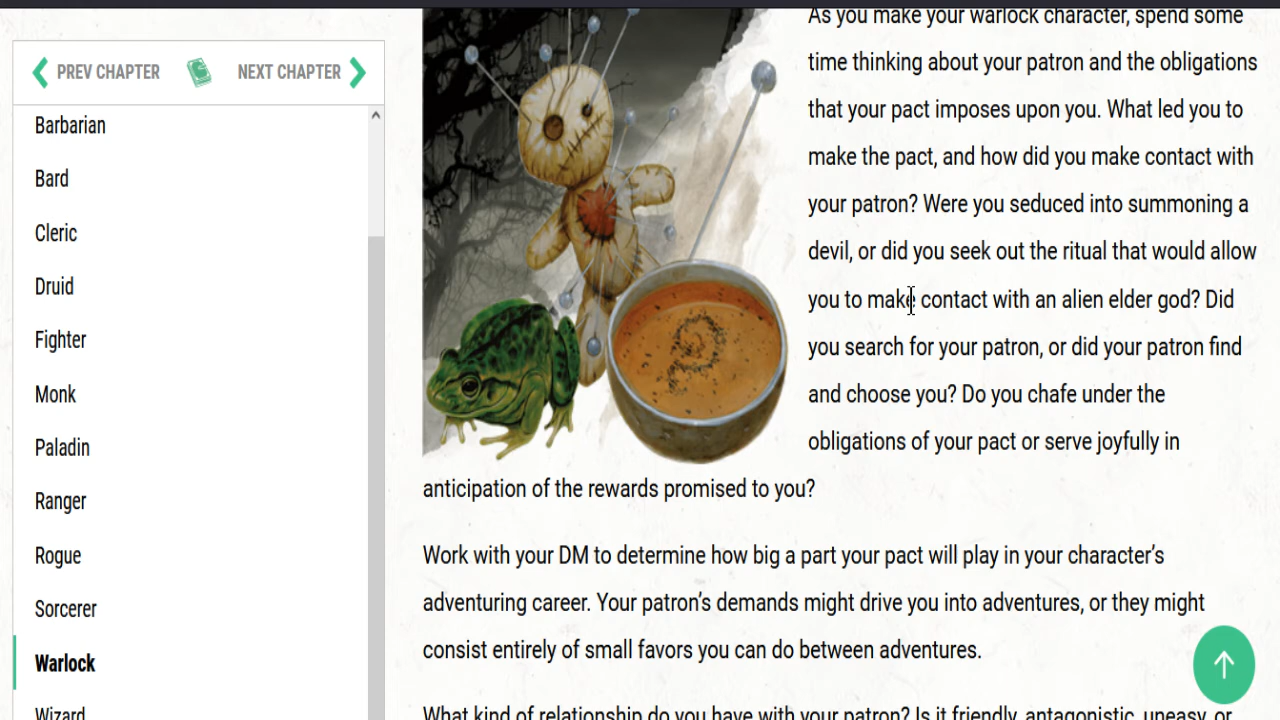 PREV CHAPTER
NEXT CHAPTER
Barbarian
Bard
Cleric
Druid
Fighter
Monk
Paladin
Ranger
Rogue
Sorcerer
Warlock
Wizard
As you make your warlock character, spend some
time thinking about your patron and the obligations
that your pact imposes upon you. What led you to
make the pact, and how did you make contact with
your patron? Were you seduced into summoning a
devil, or did you seek out the ritual that would allow
you to make contact with an alien elder god? Did
you search for your patron, or did your patron find
and choose you? Do you chafe under the
obligations of your pact or serve joyfully in
anticipation of the rewards promised to you?
Work with your DM to determine how big a part your pact will play in your character’s
adventuring career. Your patron’s demands might drive you into adventures, or they might
consist entirely of small favors you can do between adventures.
What kind of relationship do you have with your patron? Is it friendly, antagonistic, uneasy, or